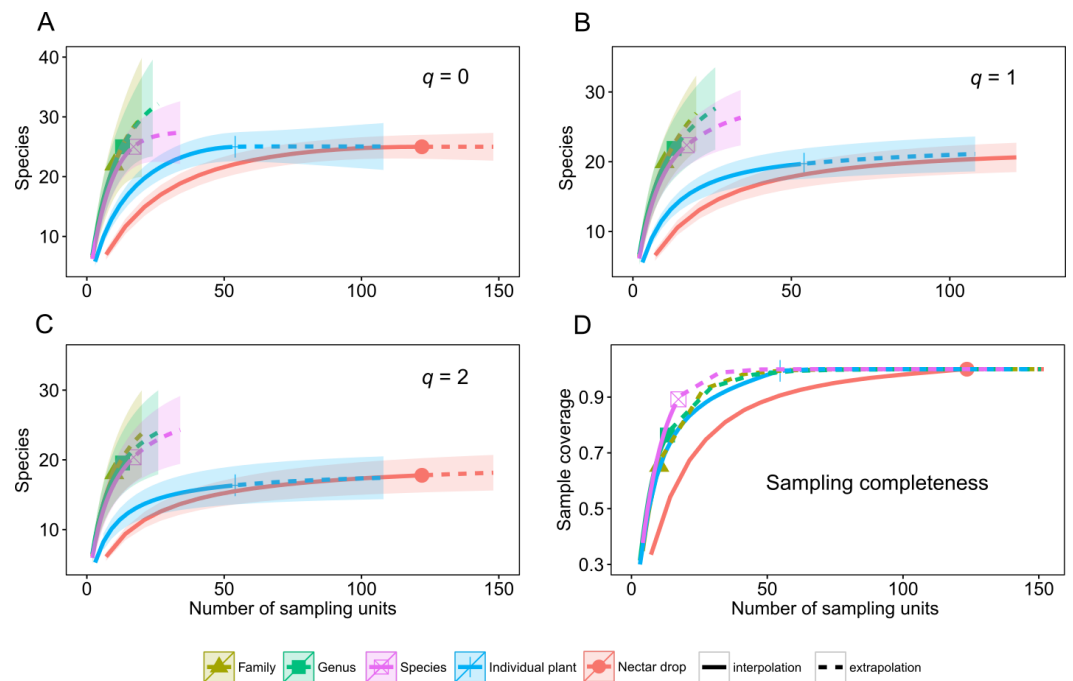 A
B
40
30
20
10
Species
q = 0
0
50
100
150
30
20
10
Species
q = 1
0
50
100
C
D
30
20
10
Species
q = 2
0
50
100
150
Number of sampling units
0.9
0.7
0.5
0.3
Sample coverage
Sampling completeness
0
50
100
150
Number of sampling units
Family Genus Species Individual plant Nectar drop interpolation extrapolation